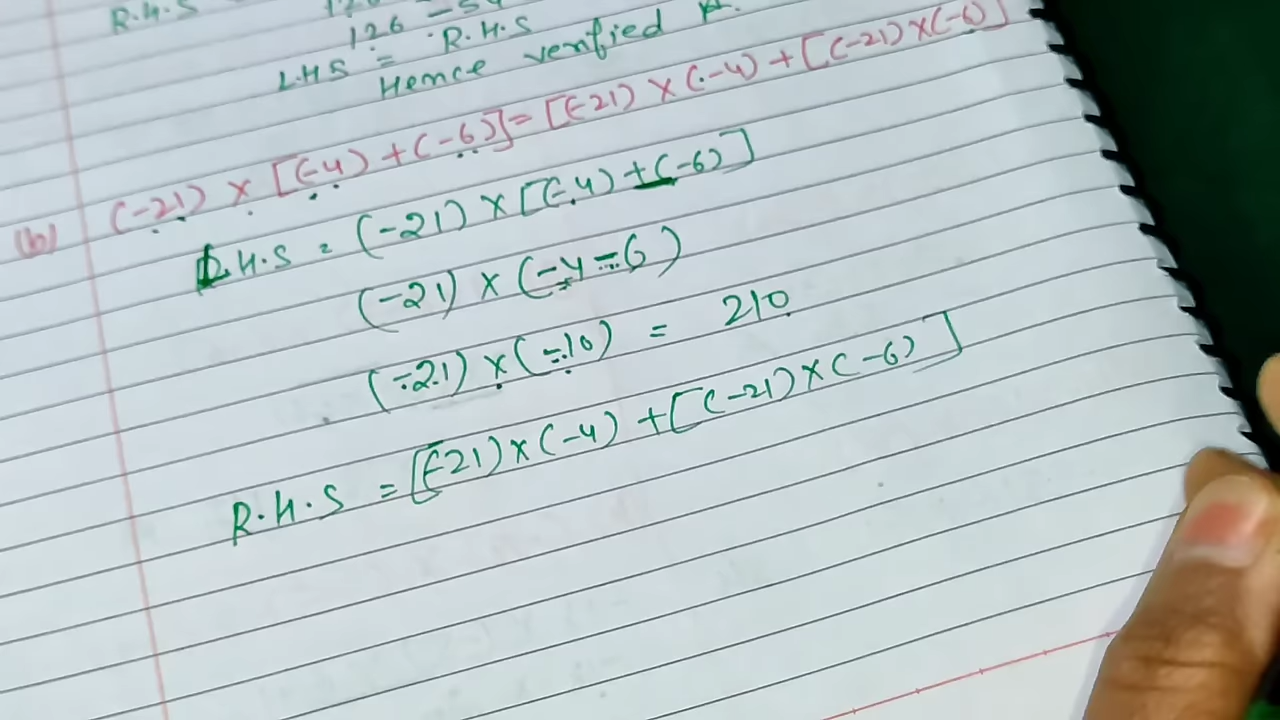 R.H.S
126 - 54
L.H.S = R.H.S
Hence verified
(b) (-21) × [(-4) + (-6)] = [(-21) × (-4) + [(-21) × (-6)]
L.H.S = (-21) × [(-4) + (-6)]
(-21) × (-4 - 6)
(-21) × (-10) = 210
R.H.S = [(-21) × (-4) + [(-21) × (-6)]